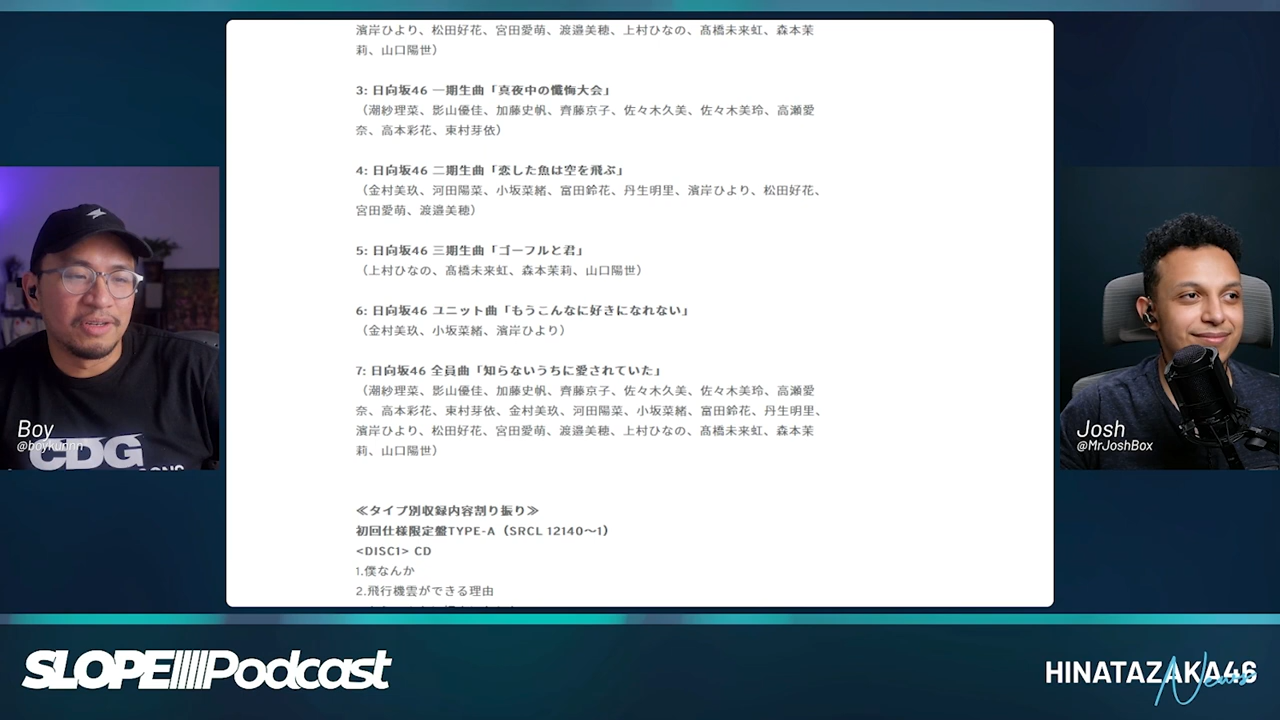 濱岸ひより、松田好花、宮田愛萌、渡邉美穂、上村ひなの、髙橋未来虹、森本茉
莉、山口陽世）
3: 日向坂46 一期生曲「真夜中の懺悔大会」
（潮紗理菜、影山優佳、加藤史帆、齊藤京子、佐々木久美、佐々木美玲、高瀬愛
奈、高本彩花、東村芽依）
4: 日向坂46 二期生曲「恋した魚は空を飛ぶ」
（金村美玖、河田陽菜、小坂菜緒、富田鈴花、丹生明里、濱岸ひより、松田好花、
宮田愛萌、渡邉美穂）
5: 日向坂46 三期生曲「ゴーフルと君」
（上村ひなの、髙橋未来虹、森本茉莉、山口陽世）
6: 日向坂46 ユニット曲「もうこんなに好きになれない」
（金村美玖、小坂菜緒、濱岸ひより）
7: 日向坂46 全員曲「知らないうちに愛されていた」
（潮紗理菜、影山優佳、加藤史帆、齊藤京子、佐々木久美、佐々木美玲、高瀬愛
奈、高本彩花、東村芽依、金村美玖、河田陽菜、小坂菜緒、富田鈴花、丹生明里、
濱岸ひより、松田好花、宮田愛萌、渡邉美穂、上村ひなの、髙橋未来虹、森本茉
莉、山口陽世）
≪タイプ別収録内容割り振り≫
初回仕様限定盤TYPE-A（SRCL 12140～1）
<DISC1> CD
1.僕なんか
2.飛行機雲ができる理由
Boy
@boykunnn
CDG
Josh
@MrJoshBox
SLOPE Podcast
HINATAZAKA46
News